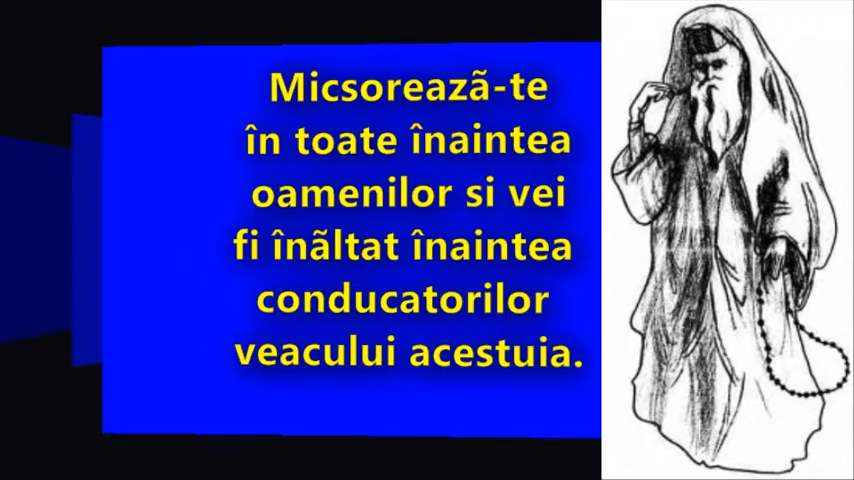 Micsoreazã-te
în toate înaintea
oamenilor si vei
fi înãltat înaintea
conducatorilor
veacului acestuia.